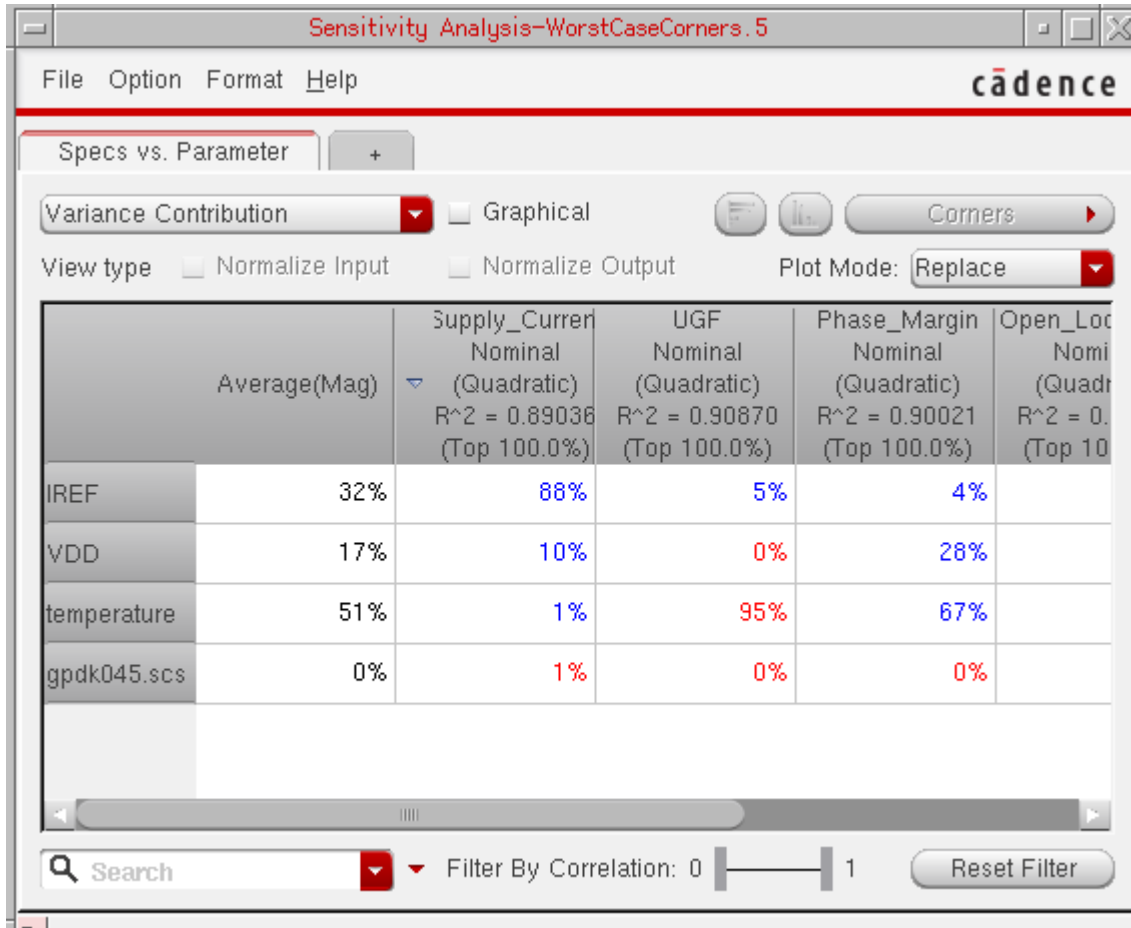 Sensitivity Analysis-WorstCaseCorners.5
File Option Format Help
cādence
Specs vs. Parameter +
Variance Contribution Graphical Corners
View type Normalize Input Normalize Output Plot Mode: Replace
Supply_Curren UGF Phase_Margin Open_Loo
Nominal Nominal Nominal Nomi
Average(Mag) (Quadratic) (Quadratic) (Quadratic) (Quadr
R^2 = 0.89036 R^2 = 0.90870 R^2 = 0.90021 R^2 = 0.
(Top 100.0%) (Top 100.0%) (Top 100.0%) (Top 10
IREF 32% 88% 5% 4%
VDD 17% 10% 0% 28%
temperature 51% 1% 95% 67%
gpdk045.scs 0% 1% 0% 0%
Search Filter By Correlation: 0 1 Reset Filter